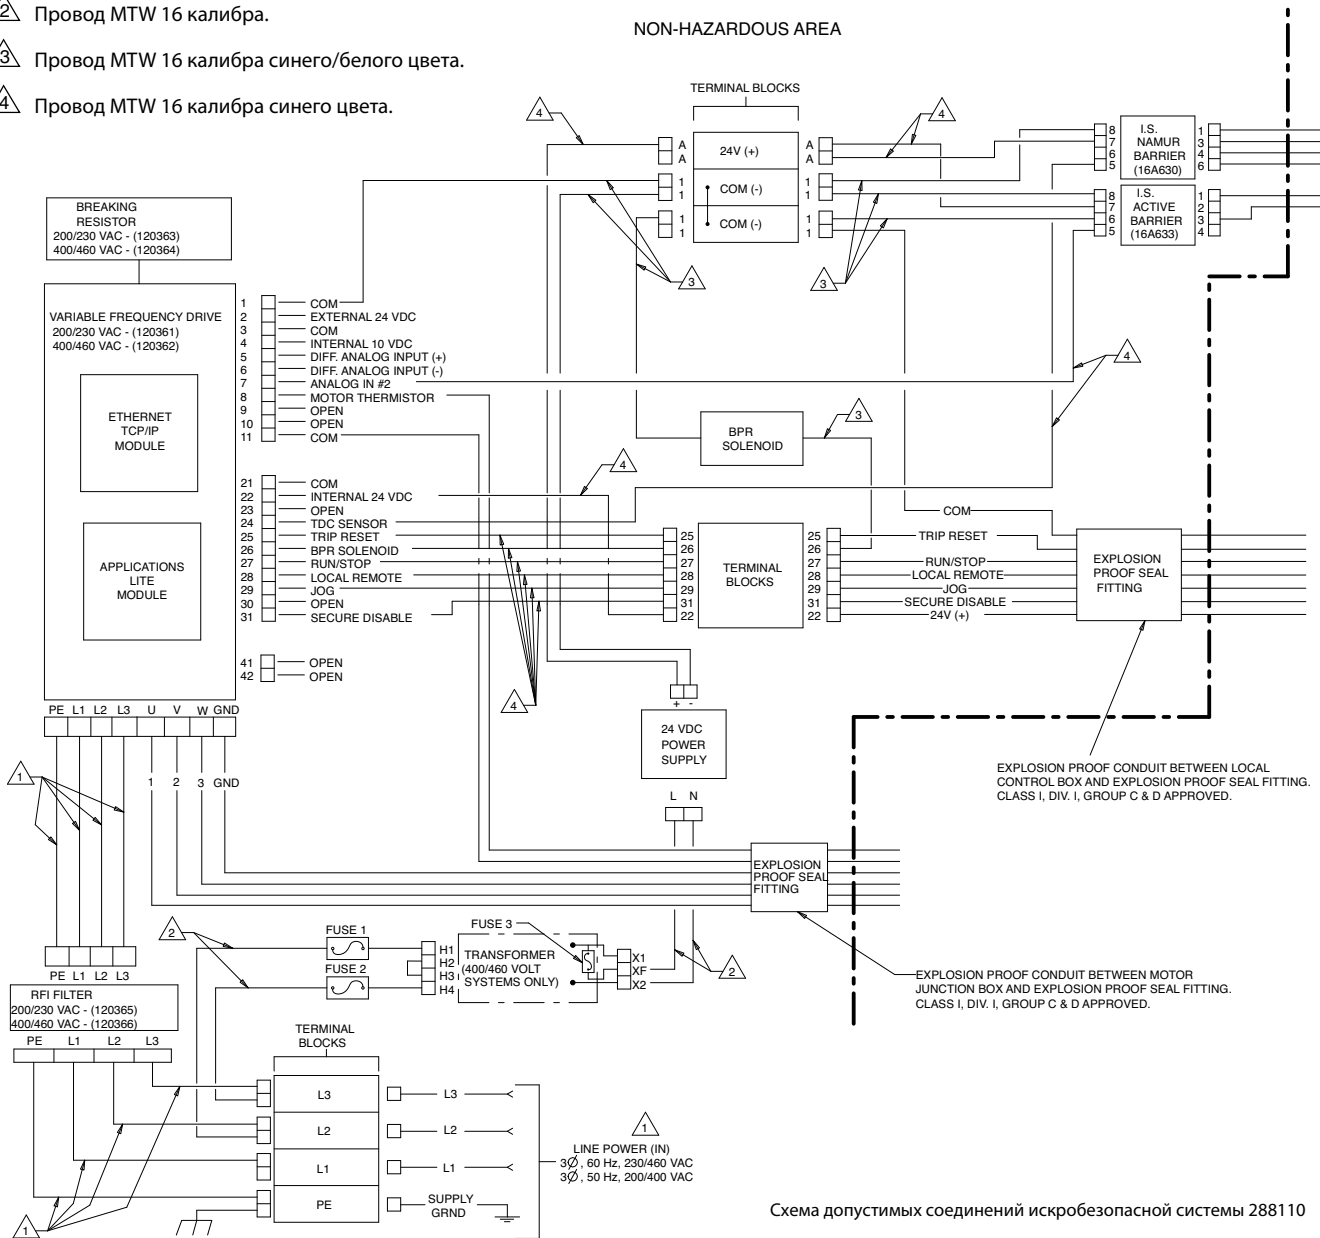 2 Провод MTW 16 калибра.
3 Провод MTW 16 калибра синего/белого цвета.
4 Провод MTW 16 калибра синего цвета.
NON-HAZARDOUS AREA
TERMINAL BLOCKS
4
4
A
A
24V (+)
A
A
1
1
COM (-)
1
1
1
1
COM (-)
1
1
8
7
6
5
I.S.
NAMUR
BARRIER
(16A630)
1
3
4
6
8
7
6
5
I.S.
ACTIVE
BARRIER
(16A633)
1
2
3
4
3
3
BREAKING
RESISTOR
200/230 VAC - (120363)
400/460 VAC - (120364)
VARIABLE FREQUENCY DRIVE
200/230 VAC - (120361)
400/460 VAC - (120362)
ETHERNET
TCP/IP
MODULE
APPLICATIONS
LITE
MODULE
1 COM
2 EXTERNAL 24 VDC
3 COM
4 INTERNAL 10 VDC
5 DIFF. ANALOG INPUT (+)
6 DIFF. ANALOG INPUT (-)
7 ANALOG IN #2
8 MOTOR THERMISTOR
9 OPEN
10 OPEN
11 COM
21 COM
22 INTERNAL 24 VDC
23 OPEN
24 TDC SENSOR
25 TRIP RESET
26 BPR SOLENOID
27 RUN/STOP
28 LOCAL REMOTE
29 JOG
30 OPEN
31 SECURE DISABLE
41 OPEN
42 OPEN
4
BPR
SOLENOID
3
4
4
25
26
27
28
29
31
22
TERMINAL
BLOCKS
25
26
27
28
29
31
22
COM
TRIP RESET
RUN/STOP
LOCAL REMOTE
JOG
SECURE DISABLE
24V (+)
EXPLOSION
PROOF SEAL
FITTING
+ -
24 VDC
POWER
SUPPLY
L N
EXPLOSION PROOF CONDUIT BETWEEN LOCAL
CONTROL BOX AND EXPLOSION PROOF SEAL FITTING.
CLASS I, DIV. I, GROUP C & D APPROVED.
PE L1 L2 L3 U V W GND
1
1 2 3 GND
EXPLOSION
PROOF SEAL
FITTING
EXPLOSION PROOF CONDUIT BETWEEN MOTOR
JUNCTION BOX AND EXPLOSION PROOF SEAL FITTING.
CLASS I, DIV. I, GROUP C & D APPROVED.
2
FUSE 1
FUSE 2
H1
H2
H3
H4
FUSE 3
TRANSFORMER
(400/460 VOLT
SYSTEMS ONLY)
X1
XF
X2
2
PE L1 L2 L3
RFI FILTER
200/230 VAC - (120365)
400/460 VAC - (120366)
PE L1 L2 L3
TERMINAL
BLOCKS
L3
L2
L1
PE
L3
L2
L1
SUPPLY
GRND
1
LINE POWER (IN)
3Ø, 60 Hz, 230/460 VAC
3Ø, 50 Hz, 200/400 VAC
1
Схема допустимых соединений искробезопасной системы 288110